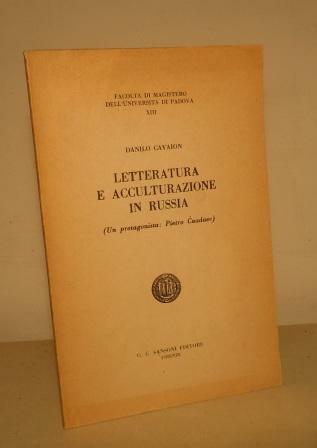 FACOLTÀ DI MAGISTERO
DELL'UNIVERSITÀ DI PADOVA
XIII
DANILO CAVAION
LETTERATURA
E ACCULTURAZIONE
IN RUSSIA
(Un protagonista: Pietro Čaadaev)
G. C. SANSONI EDITORE
FIRENZE